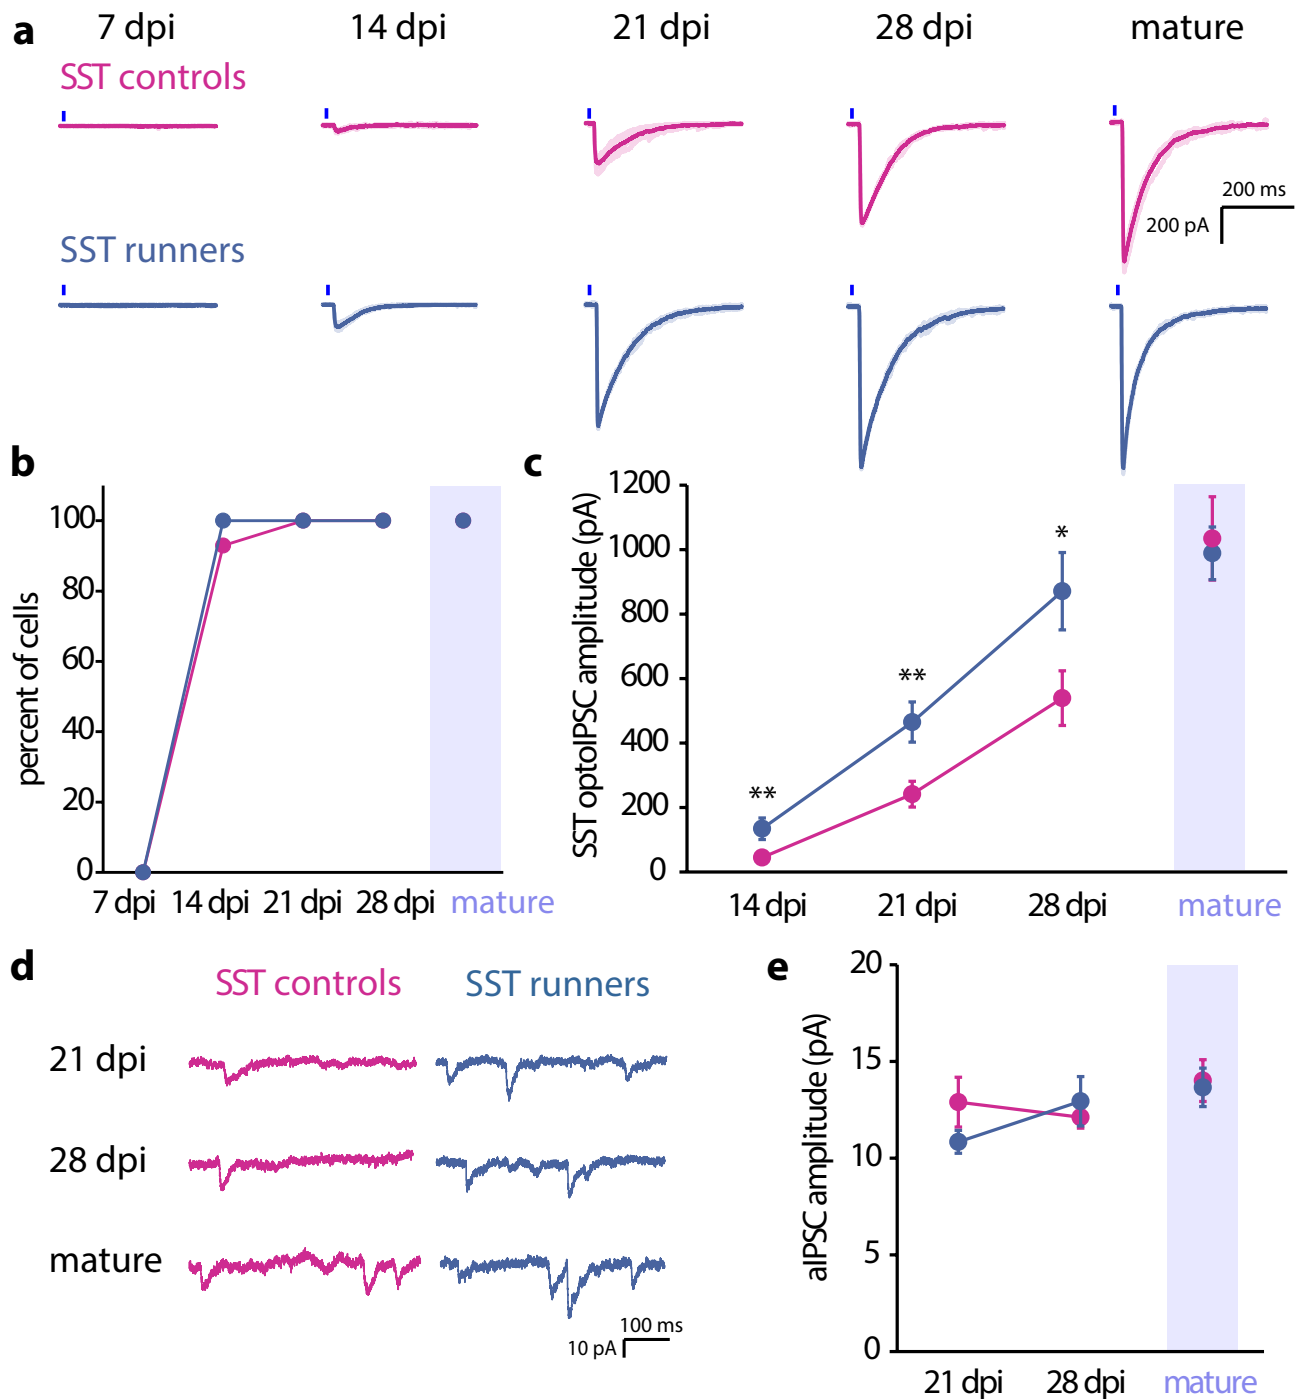 a 7 dpi 14 dpi 21 dpi 28 dpi mature
SST controls
200 ms
200 pA
SST runners
b
percent of cells
100
80
60
40
20
0
7 dpi 14 dpi 21 dpi 28 dpi mature
c
SST optoIPSC amplitude (pA)
1200
1000
800
600
400
200
0
** ** *
14 dpi 21 dpi 28 dpi mature
d
SST controls SST runners
21 dpi
28 dpi
mature
100 ms
10 pA
e
aIPSC amplitude (pA)
20
15
10
5
0
21 dpi 28 dpi mature